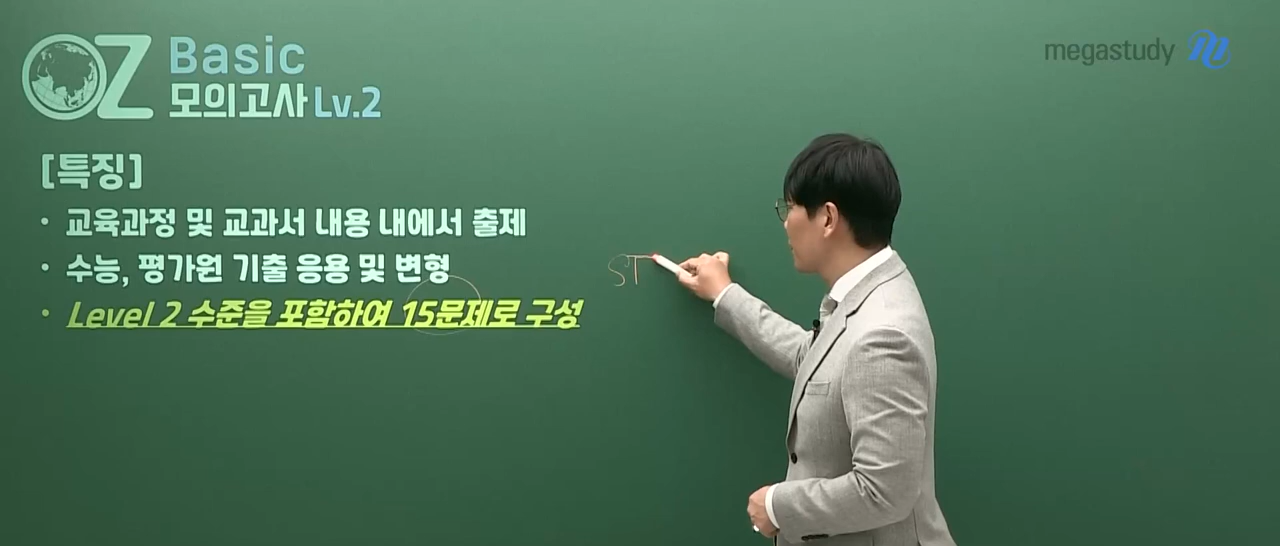 OZ Basic
모의고사 Lv.2
megastudy
[특징]
• 교육과정 및 교과서 내용 내에서 출제
• 수능, 평가원 기출 응용 및 변형
• Level 2 수준을 포함하여 15문제로 구성
ST